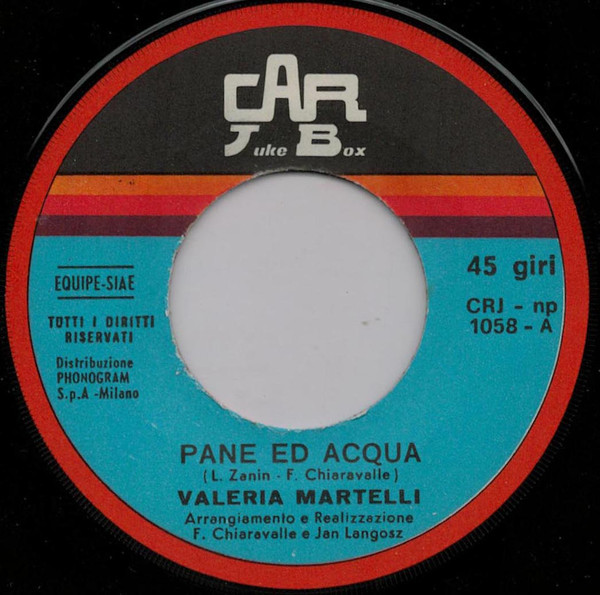 CAR
Juke Box
EQUIPE-SIAE
TUTTI I DIRITTI
RISERVATI
Distribuzione
PHONOGRAM
S.p.A -Milano
45 giri
CRJ - np
1058 - A
PANE ED ACQUA
( L. Zanin - F. Chiaravalle )
VALERIA MARTELLI
Arrangiamento e Realizzazione
F. Chiaravalle e Jan Langosz